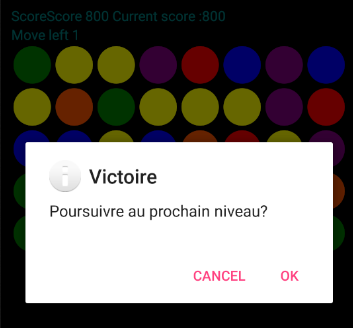 ScoreScore 800 Current score :800
Move left 1
Victoire
Poursuivre au prochain niveau?
CANCEL OK